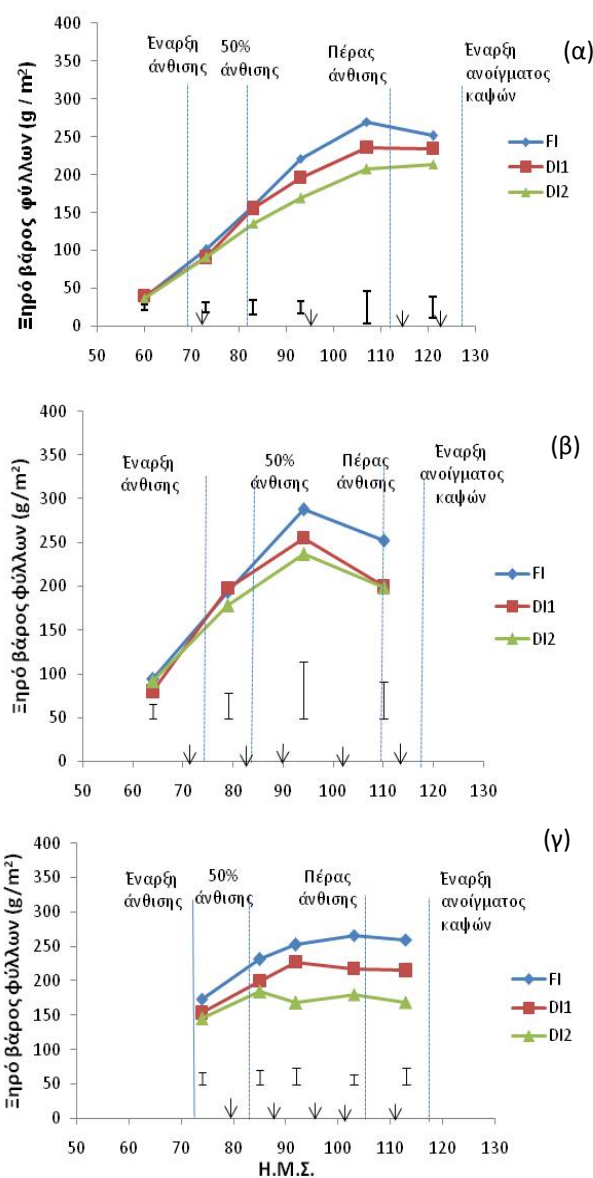 400
350
300
250
200
150
100
50
0
Ξηρό βάρος φύλλων (g / m²)
Έναρξη
άνθισης
50%
άνθισης
Πέρας
άνθισης
Έναρξη
ανοίγματος
καψών
(α)
FI
DI1
DI2
50 60 70 80 90 100 110 120 130
400
350
300
250
200
150
100
50
0
Ξηρό βάρος φύλλων (g/m²)
Έναρξη
άνθισης
50%
άνθισης
Πέρας
άνθισης
Έναρξη
ανοίγματος
καψών
(β)
FI
DI1
DI2
50 60 70 80 90 100 110 120 130
400
350
300
250
200
150
100
50
0
Ξηρό βάρος φύλλων (g/m²)
Έναρξη
άνθισης
50%
άνθισης
Πέρας
άνθισης
Έναρξη
ανοίγματος
καψών
(γ)
FI
DI1
DI2
50 60 70 80 90 100 110 120 130
Η.Μ.Σ.